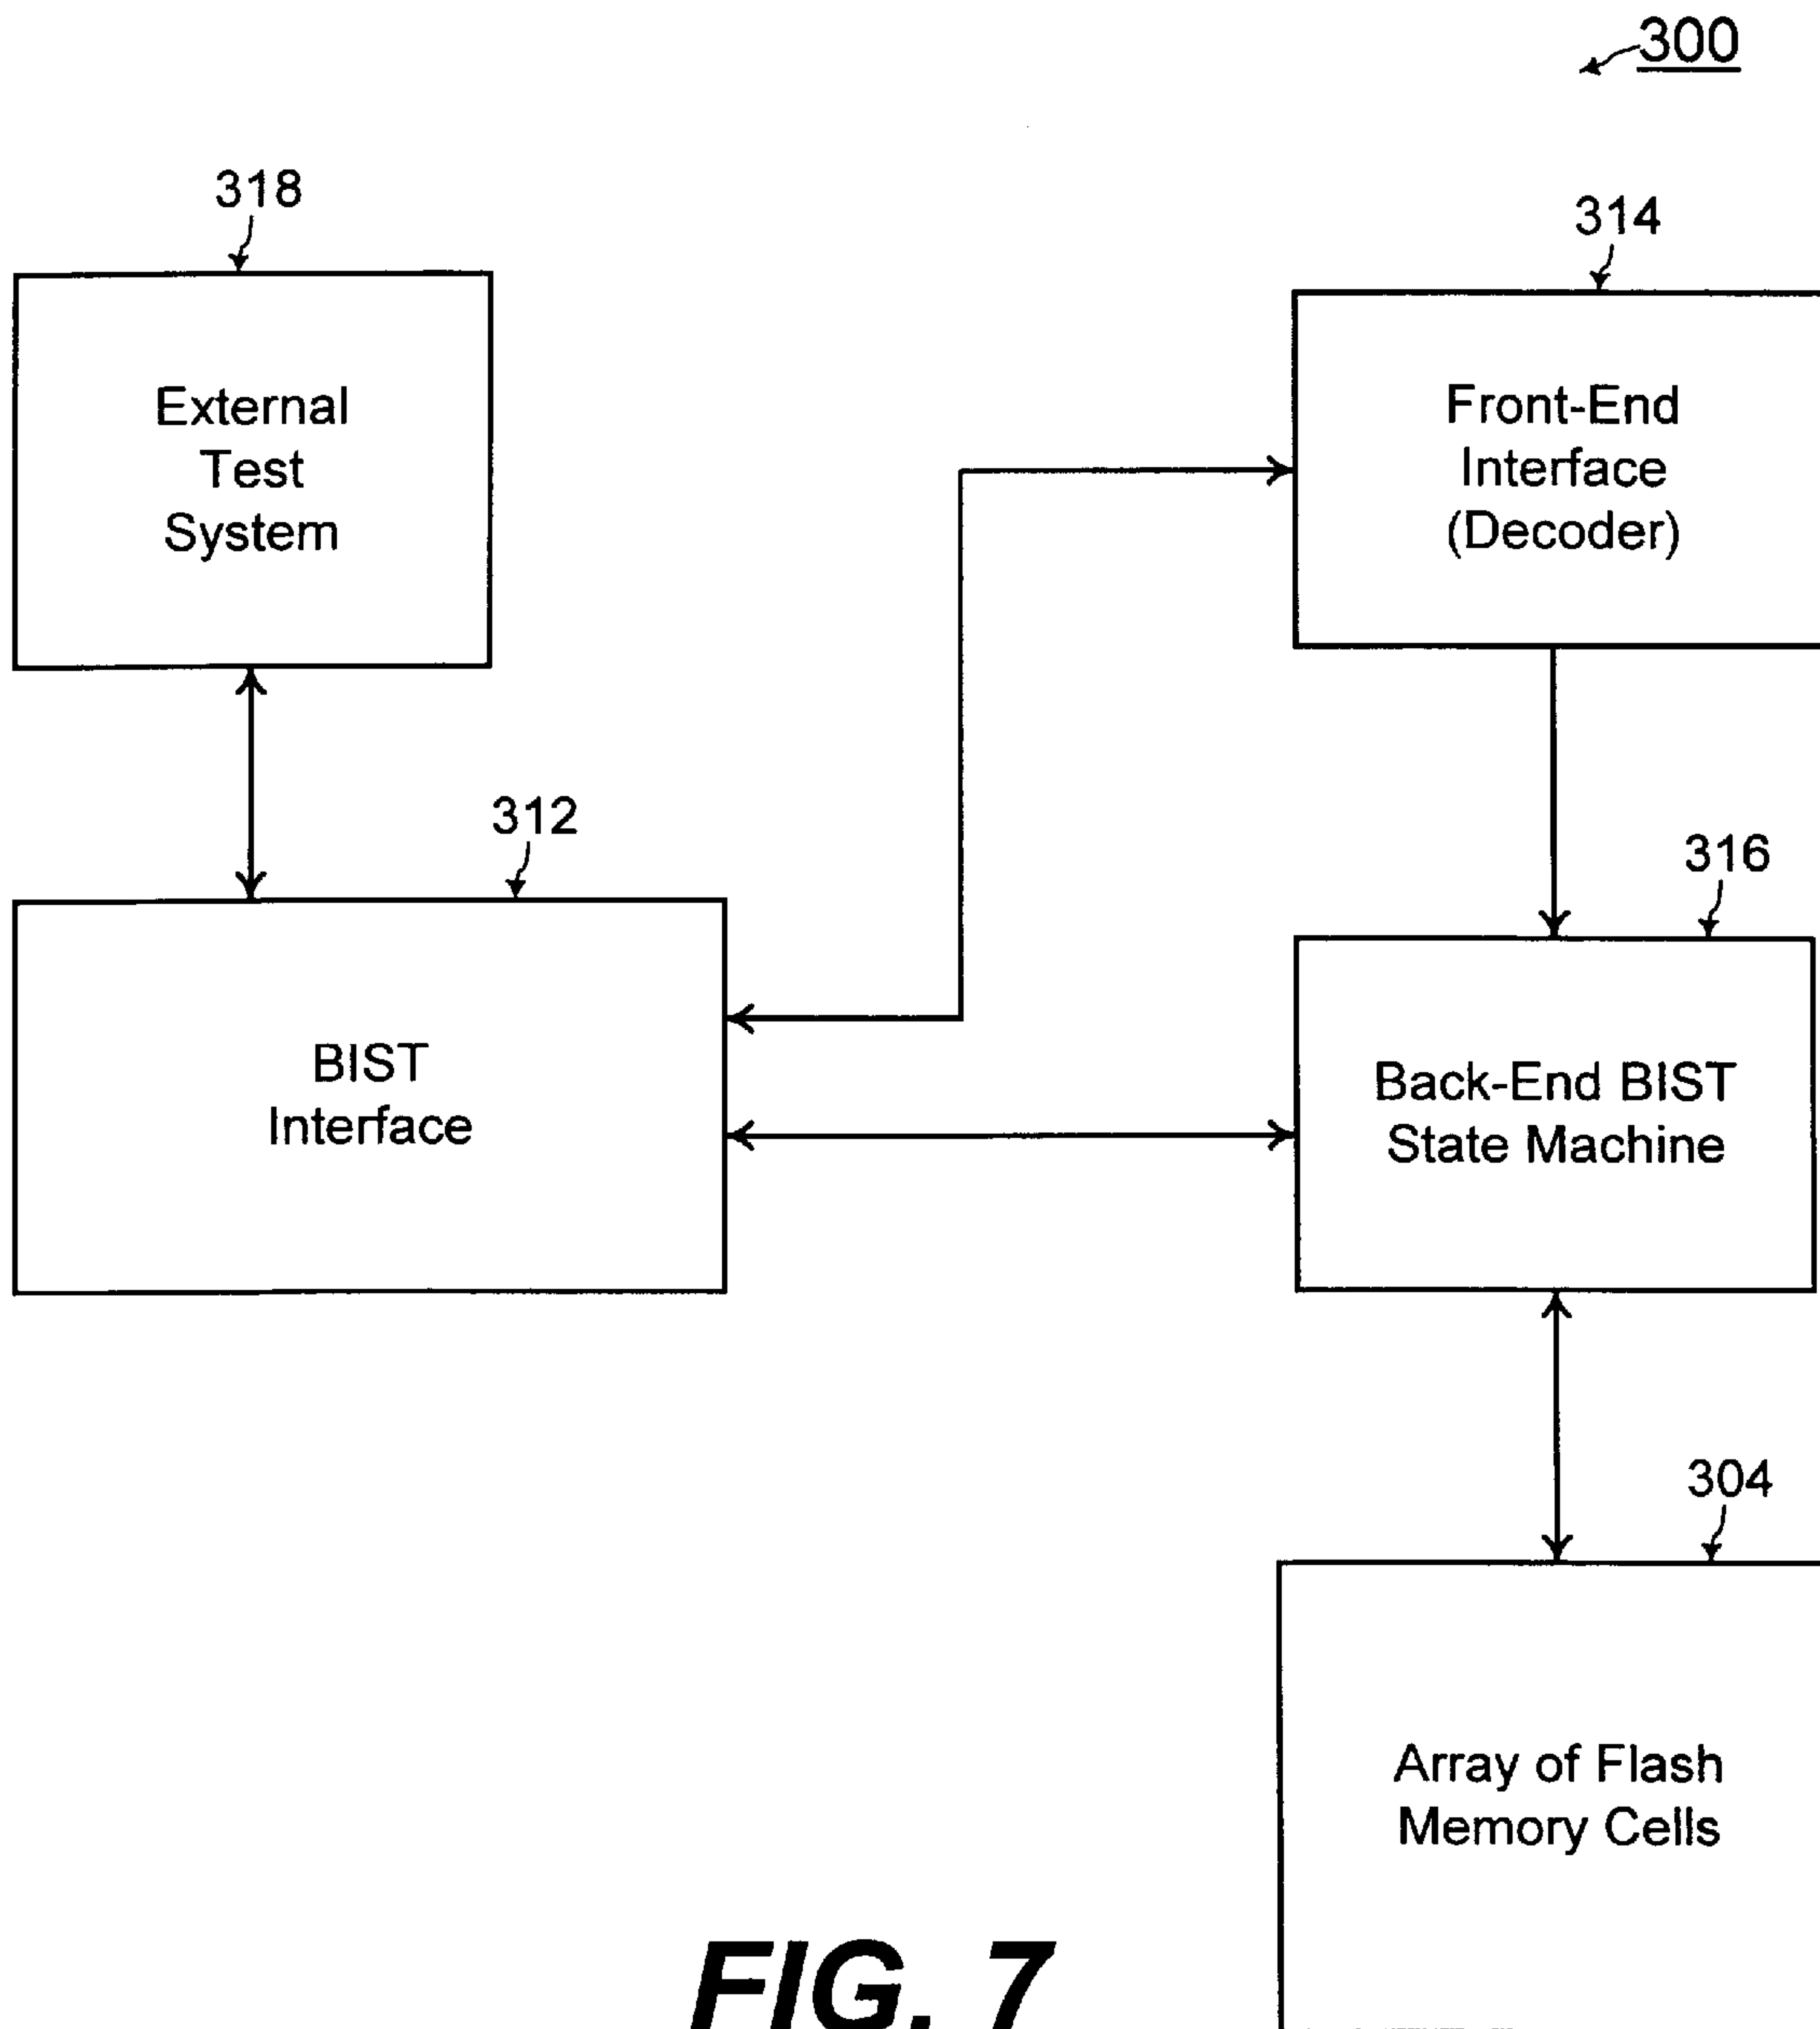 300
318
External
Test
System
314
Front-End
Interface
(Decoder)
312
BIST
Interface
316
Back-End BIST
State Machine
304
Array of Flash
Memory Cells
FIG. 7